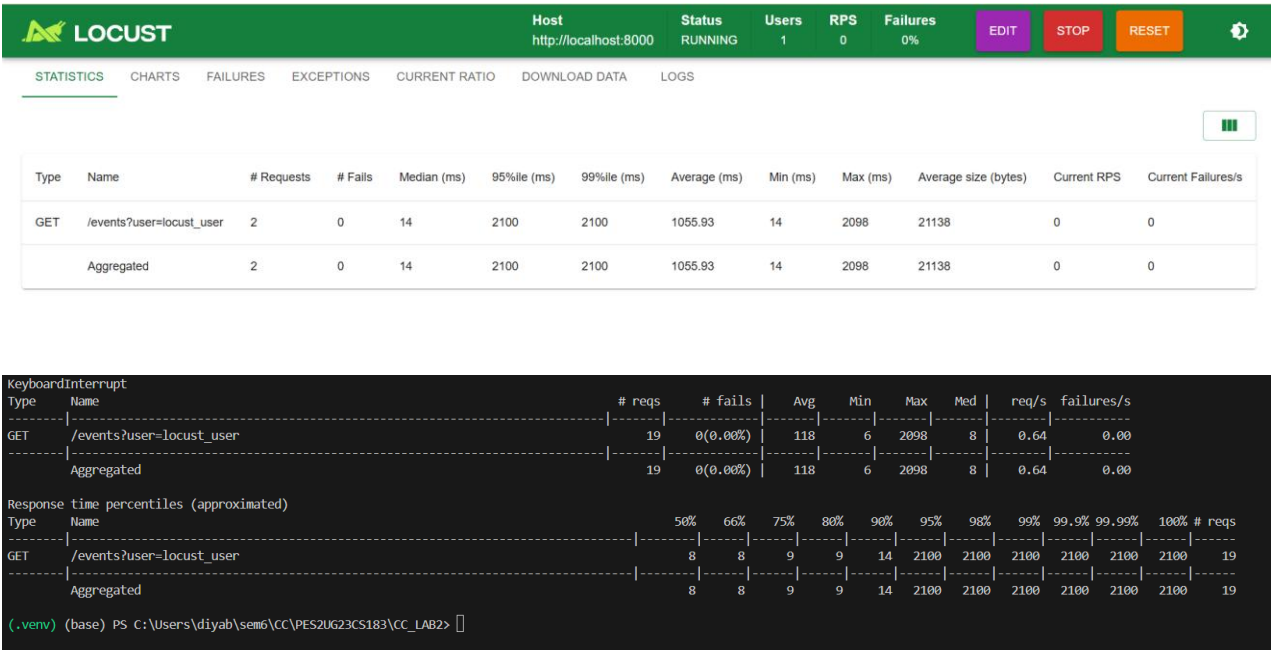 LOCUST
Host Status Users RPS Failures
http://localhost:8000 RUNNING 1 0 0% EDIT STOP RESET
STATISTICS CHARTS FAILURES EXCEPTIONS CURRENT RATIO DOWNLOAD DATA LOGS
Type Name # Requests # Fails Median (ms) 95%ile (ms) 99%ile (ms) Average (ms) Min (ms) Max (ms) Average size (bytes) Current RPS Current Failures/s
GET /events?user=locust_user 2 0 14 2100 2100 1055.93 14 2098 21138 0 0
Aggregated 2 0 14 2100 2100 1055.93 14 2098 21138 0 0
KeyboardInterrupt
Type Name # reqs # fails | Avg Min Max Med | req/s failures/s
--------|----------------------------------------------------------------------------|-------|-------------|-------|-------|-------|-------|--------|-----------
GET /events?user=locust_user 19 0(0.00%) | 118 6 2098 8 | 0.64 0.00
--------|----------------------------------------------------------------------------|-------|-------------|-------|-------|-------|-------|--------|-----------
Aggregated 19 0(0.00%) | 118 6 2098 8 | 0.64 0.00
Response time percentiles (approximated)
Type Name 50% 66% 75% 80% 90% 95% 98% 99% 99.9% 99.99% 100% # reqs
--------|--------------------------------------------------------------------------------|--------|------|------|------|------|------|------|------|------|------|------|------
GET /events?user=locust_user 8 8 9 9 14 2100 2100 2100 2100 2100 2100 19
--------|--------------------------------------------------------------------------------|--------|------|------|------|------|------|------|------|------|------|------|------
Aggregated 8 8 9 9 14 2100 2100 2100 2100 2100 2100 19
(.venv) (base) PS C:\Users\diyab\sem6\CC\PES2UG23CS183\CC_LAB2>